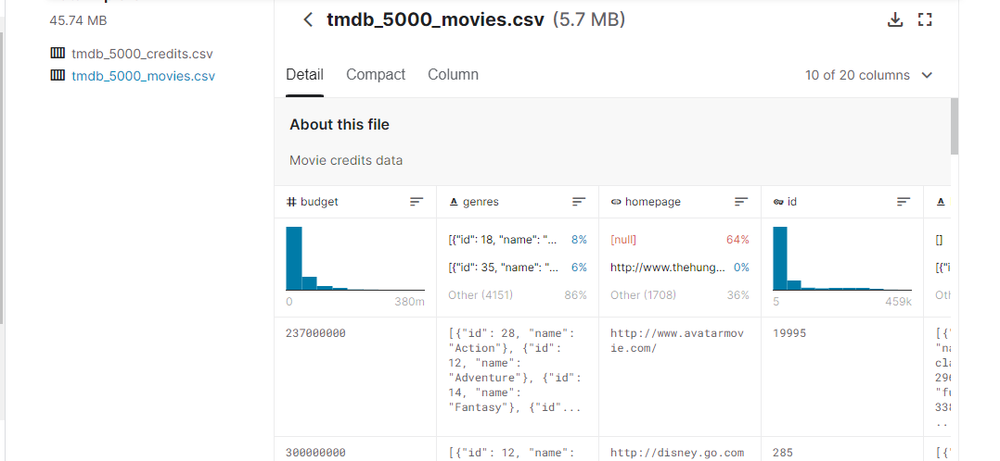 45.74 MB
tmdb_5000_credits.csv
tmdb_5000_movies.csv
tmdb_5000_movies.csv (5.7 MB)
Detail Compact Column 10 of 20 columns
About this file
Movie credits data
budget genres homepage id
[{"id": 18, "name": "... 8% [null] 64% []
[{"id": 35, "name": "... 6% http://www.thehung... 0% [{"i
0 380m Other (4151) 86% Other (1708) 36% 5 459k Oth
237000000
[{"id": 28, "name":
"Action"}, {"id":
12, "name":
"Adventure"}, {"id":
14, "name":
"Fantasy"}, {"id"...
http://www.avatarmov
ie.com/
19995
[{"
"na
cla
296
"fu
338
..
300000000 [{"id": 12, "name": http://disney.go.com 285 [{"